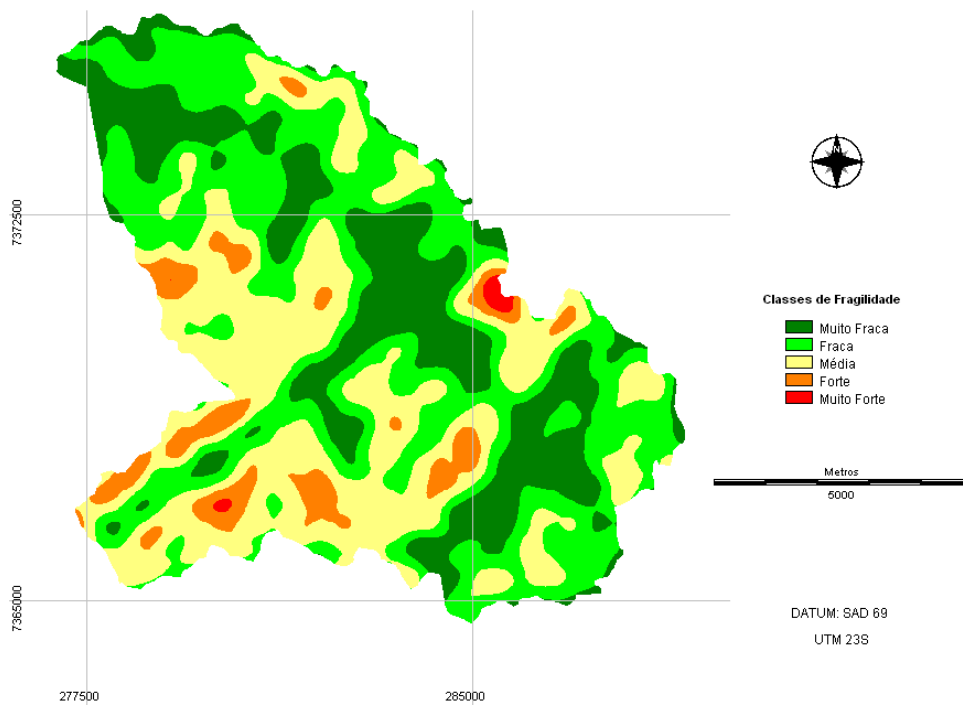 N
7372500
Classes de Fragilidade
Muito Fraca
Fraca
Média
Forte
Muito Forte
Metros
5000
7365000
DATUM: SAD 69
UTM 23S
277500
285000